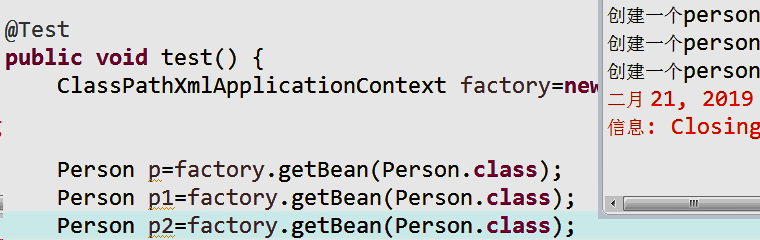 @Test
public void test() {
ClassPathXmlApplicationContext factory=new
Person p=factory.getBean(Person.class);
Person p1=factory.getBean(Person.class);
Person p2=factory.getBean(Person.class);
创建一个person
创建一个person
创建一个person
二月 21, 2019
信息: Closing